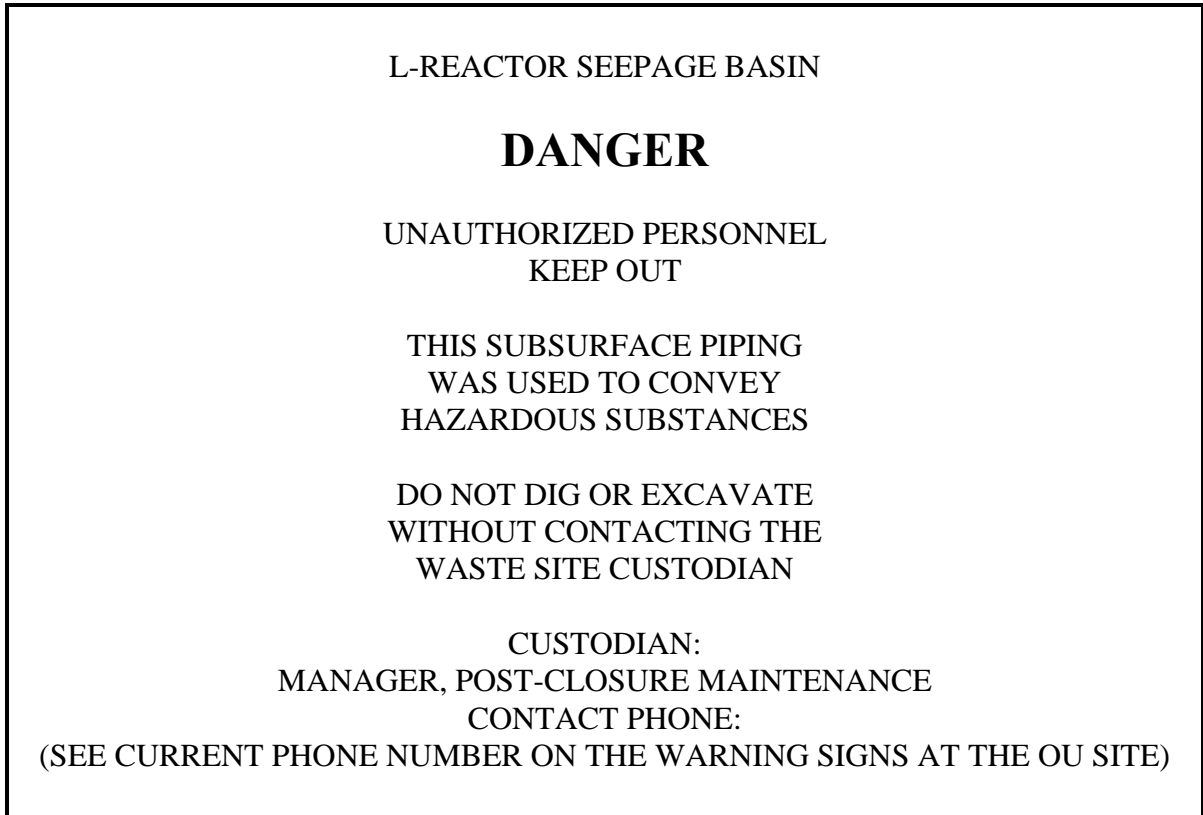 L-REACTOR SEEPAGE BASIN
DANGER
UNAUTHORIZED PERSONNEL
KEEP OUT
THIS SUBSURFACE PIPING
WAS USED TO CONVEY
HAZARDOUS SUBSTANCES
DO NOT DIG OR EXCAVATE
WITHOUT CONTACTING THE
WASTE SITE CUSTODIAN
CUSTODIAN:
MANAGER, POST-CLOSURE MAINTENANCE
CONTACT PHONE:
(SEE CURRENT PHONE NUMBER ON THE WARNING SIGNS AT THE OU SITE)